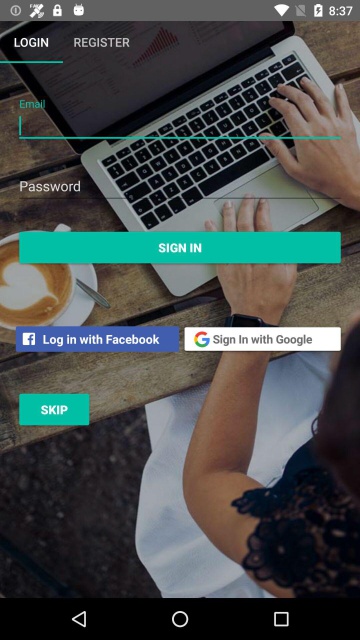 8:37
LOGIN
REGISTER
Email
Password
SIGN IN
Log in with Facebook
Sign In with Google
SKIP